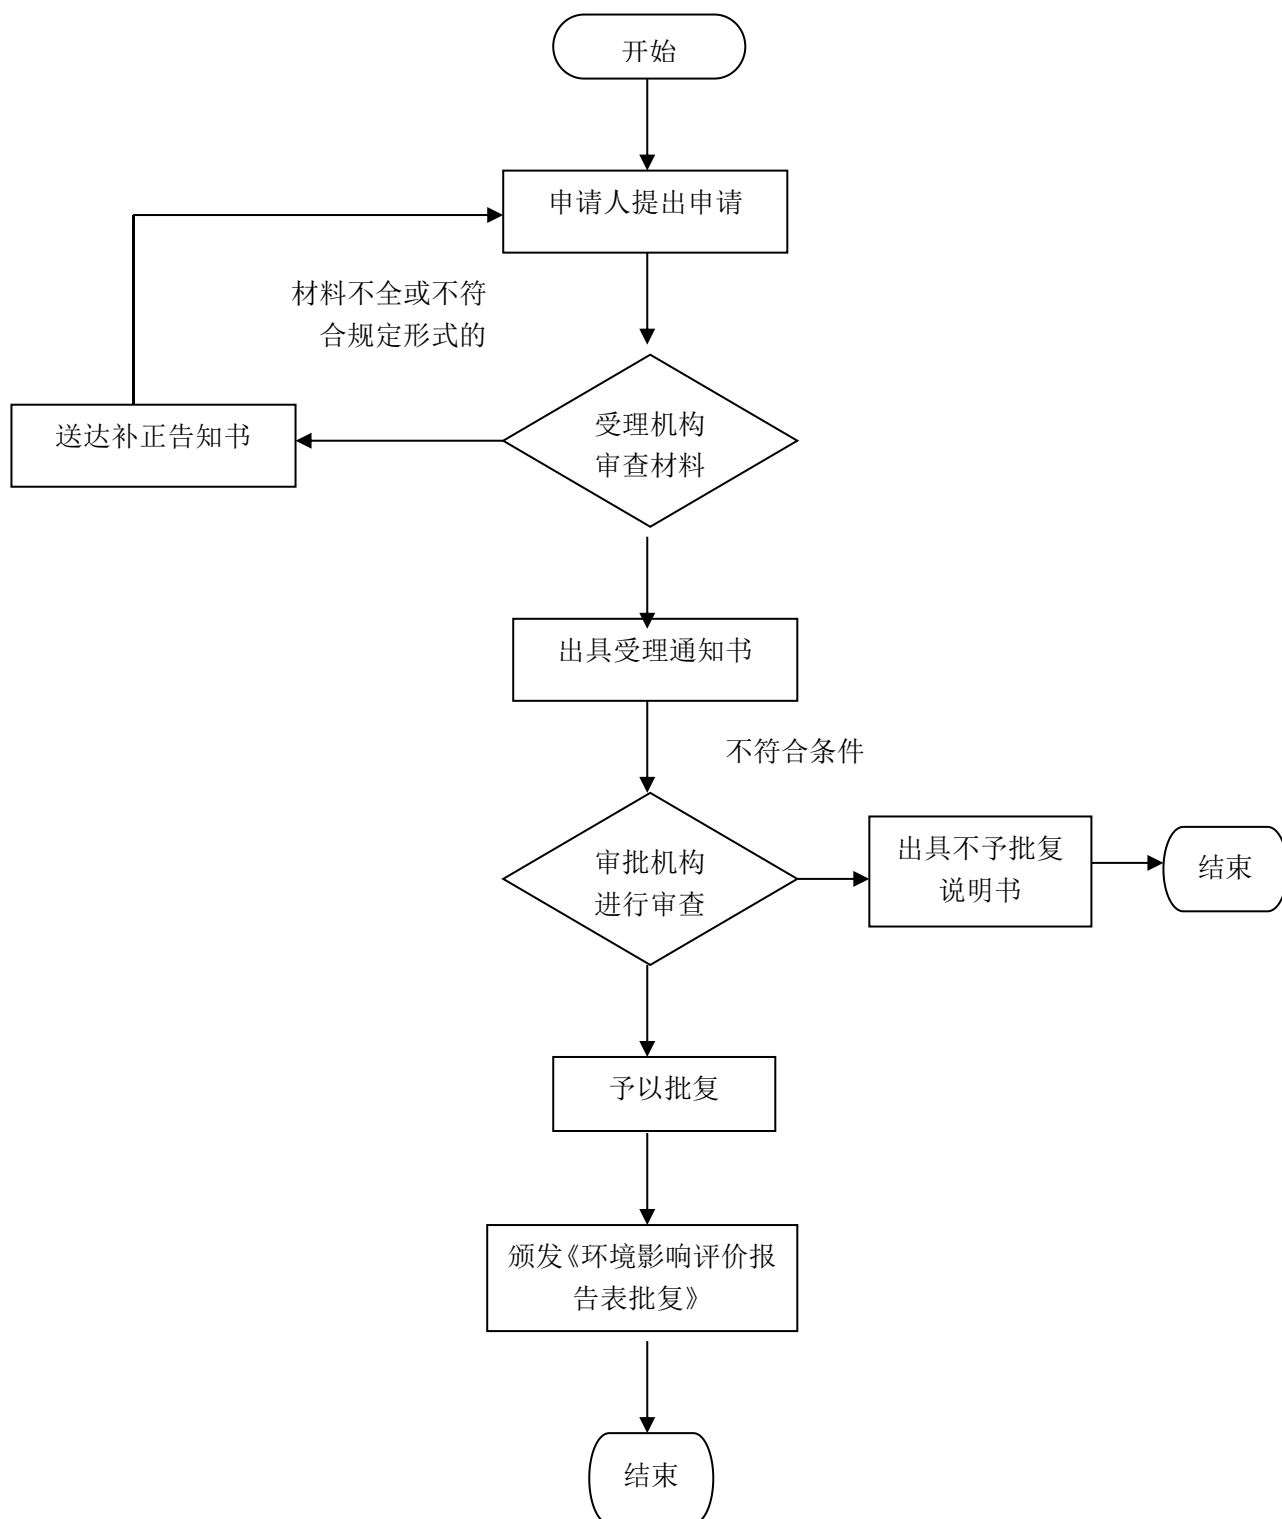 开始
申请人提出申请
材料不全或不符
合规定形式的
送达补正告知书
受理机构
审查材料
出具受理通知书
不符合条件
审批机构
进行审查
出具不予批复
说明书
结束
予以批复
颁发《环境影响评价报
告表批复》
结束